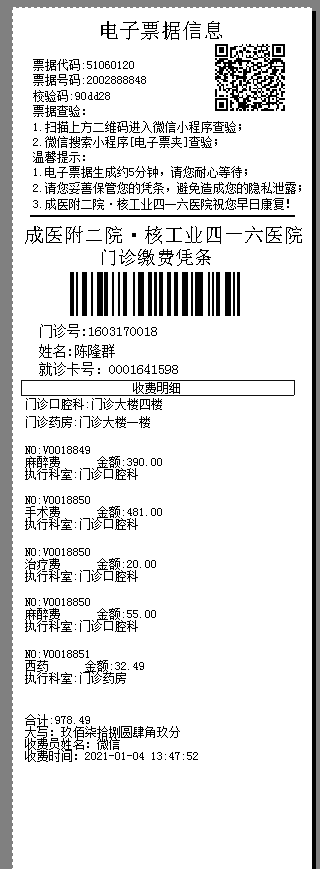 电子票据信息
票据代码:51060120
票据号码:2002888848
校验码:90dd28
票据查验:
1.扫描上方二维码进入微信小程序查验;
2.微信搜索小程序[电子票夹]查验;
温馨提示:
1.电子票据生成约5分钟,请您耐心等待;
2.请您妥善保管您的凭条,避免造成您的隐私泄露;
3.成医附二院·核工业四一六医院祝您早日康复!
成医附二院·核工业四一六医院
门诊缴费凭条
门诊号:1603170018
姓名:陈隆群
就诊卡号:0001641598
收费明细
门诊口腔科:门诊大楼四楼
门诊药房:门诊大楼一楼
NO:V0018849
麻醉费 金额:390.00
执行科室:门诊口腔科
NO:V0018850
手术费 金额:481.00
执行科室:门诊口腔科
NO:V0018850
治疗费 金额:20.00
执行科室:门诊口腔科
NO:V0018850
麻醉费 金额:55.00
执行科室:门诊口腔科
NO:V0018851
西药 金额:32.49
执行科室:门诊药房
合计:978.49
大写:玖佰柒拾捌圆肆角玖分
收费员姓名:微信
收费时间:2021-01-04 13:47:52